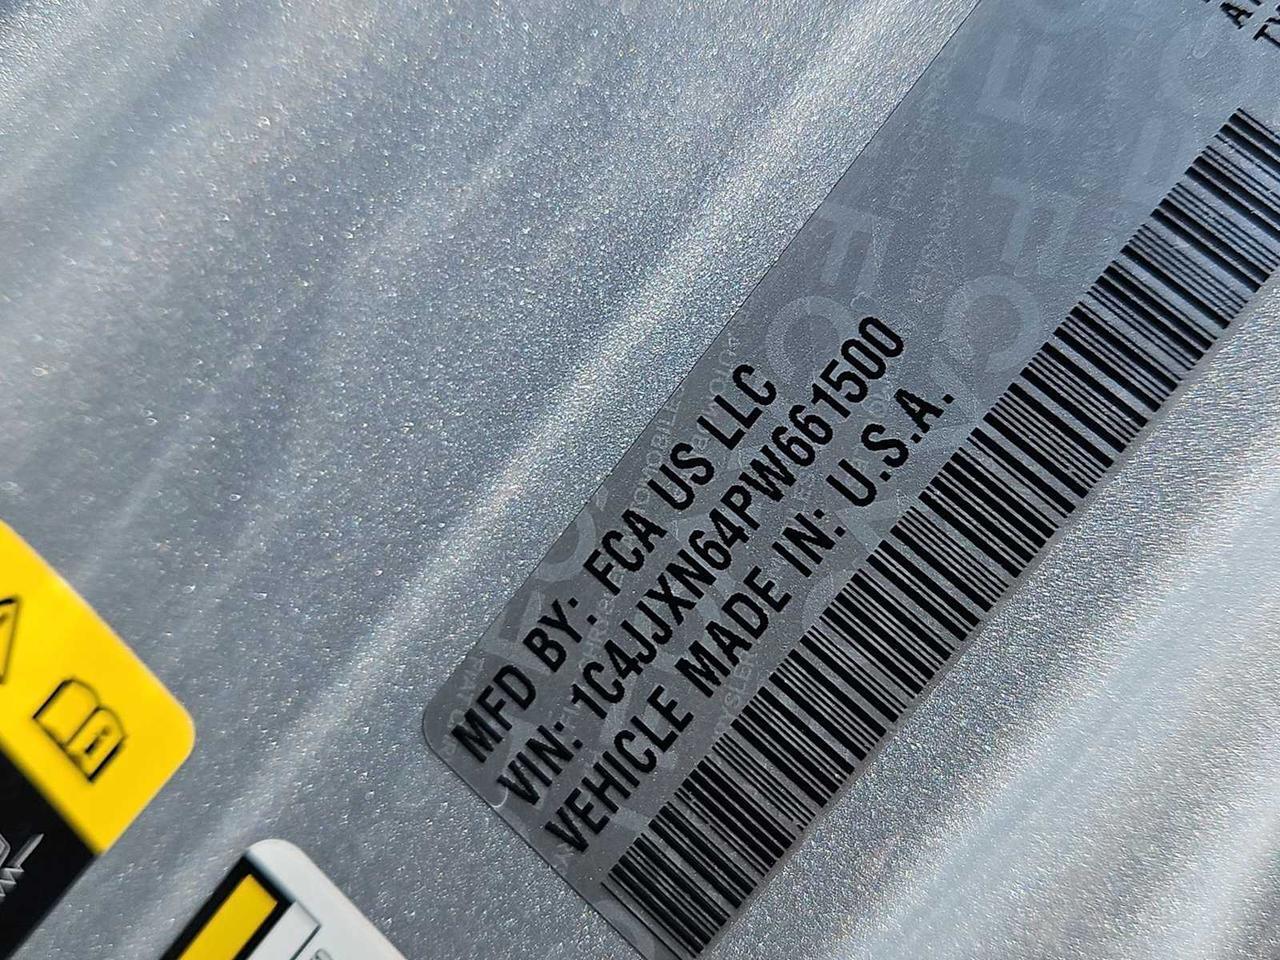 MFD BY: FCA US LLC
VIN: 1C4JJXN64PW661500
VEHICLE MADE IN: U.S.A.